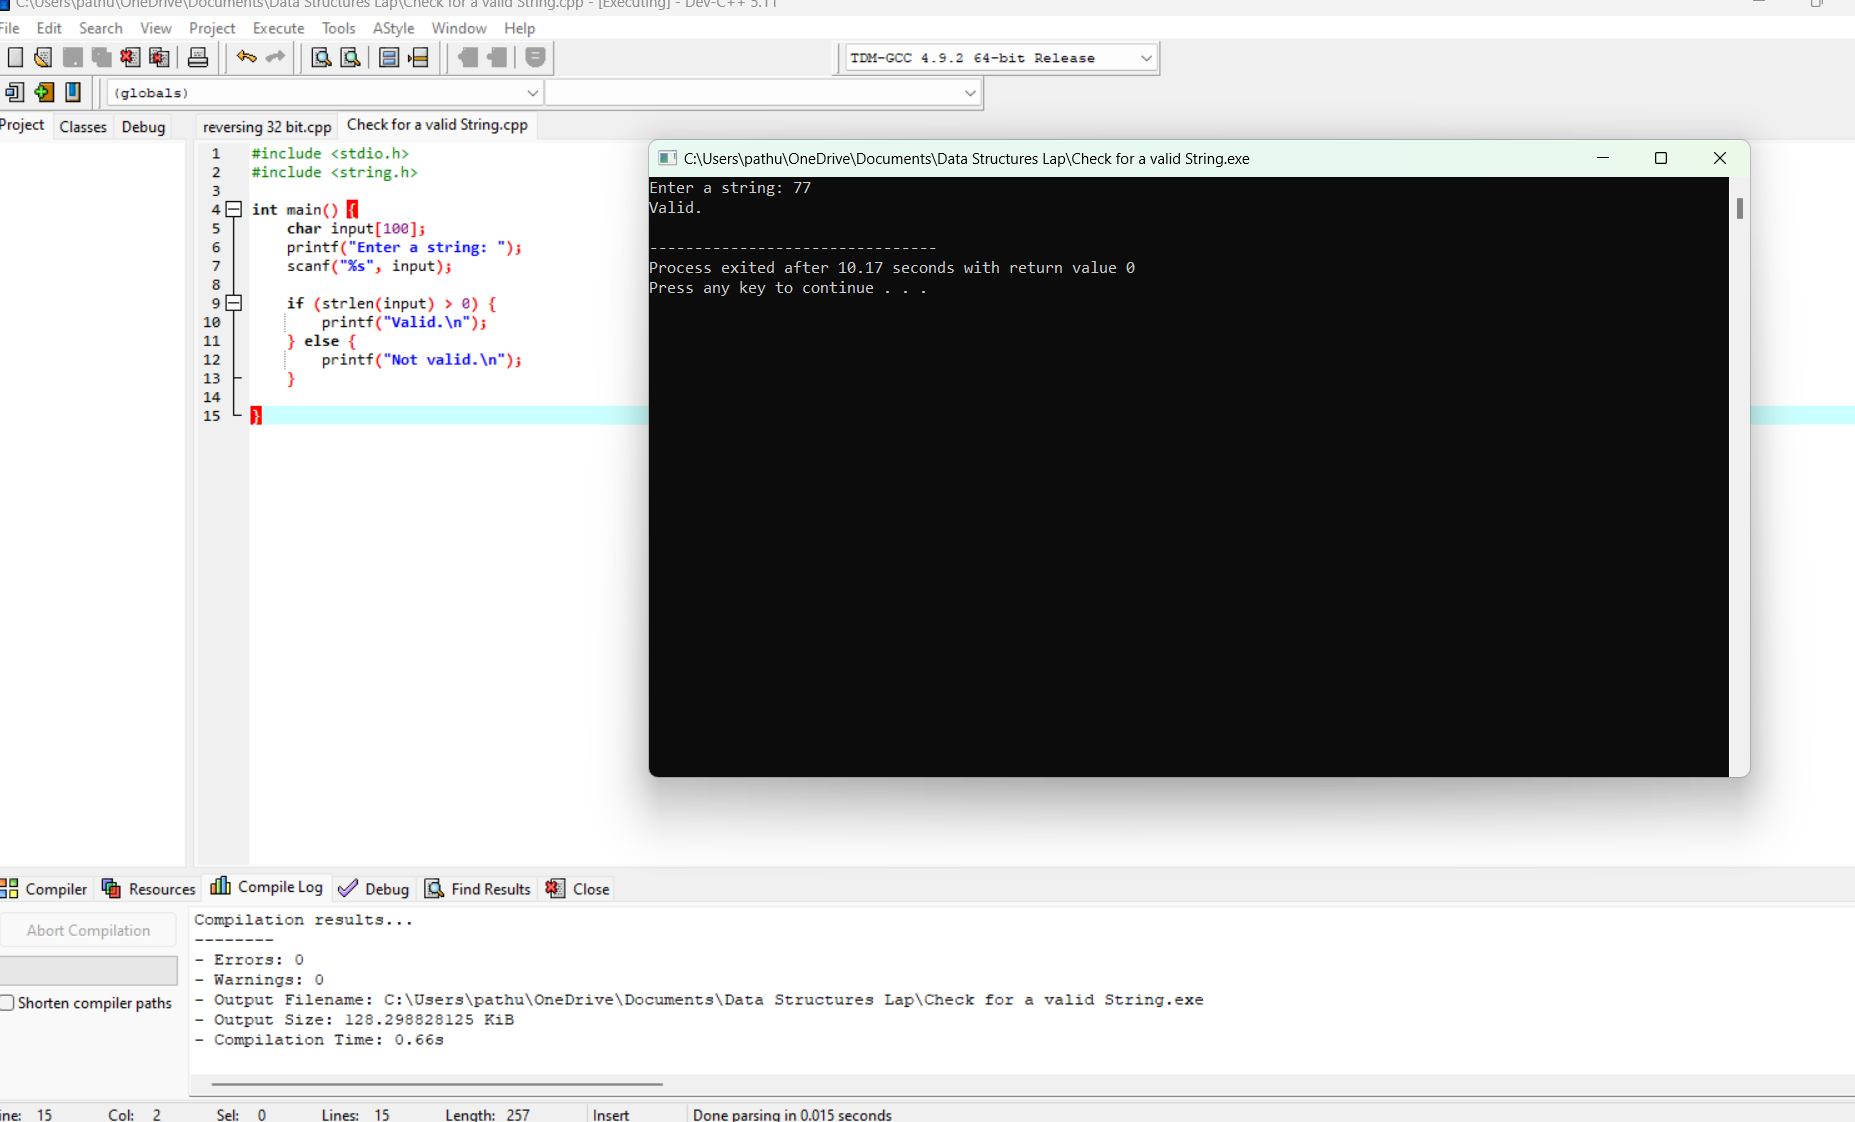 C:\Users\pathu\OneDrive\Documents\Data Structures Lap\Check for a valid String.cpp - [Executing] - Dev-C++ 5.11
File Edit Search View Project Execute Tools AStyle Window Help
TDM-GCC 4.9.2 64-bit Release
(globals)
Project Classes Debug
reversing 32 bit.cpp Check for a valid String.cpp
1 #include <stdio.h>
2 #include <string.h>
3
4 int main() {
5 char input[100];
6 printf("Enter a string: ");
7 scanf("%s", input);
8
9 if (strlen(input) > 0) {
10 printf("Valid.\n");
11 } else {
12 printf("Not valid.\n");
13 }
14
15 }
C:\Users\pathu\OneDrive\Documents\Data Structures Lap\Check for a valid String.exe
Enter a string: 77
Valid.
--------------------------------
Process exited after 10.17 seconds with return value 0
Press any key to continue . . .
Compiler Resources Compile Log Debug Find Results Close
Abort Compilation
Shorten compiler paths
Compilation results...
--------
- Errors: 0
- Warnings: 0
- Output Filename: C:\Users\pathu\OneDrive\Documents\Data Structures Lap\Check for a valid String.exe
- Output Size: 128.298828125 KiB
- Compilation Time: 0.66s
ine: 15 Col: 2 Sel: 0 Lines: 15 Length: 257 Insert Done parsing in 0.015 seconds